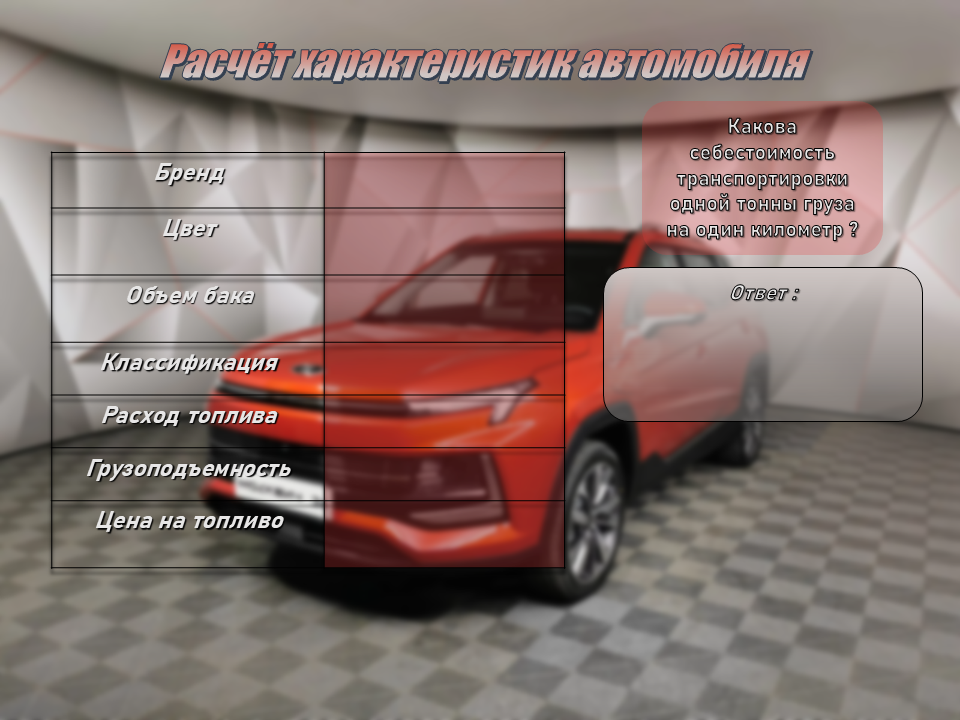 Расчёт характеристик автомобиля
Какова
себестоимость
транспортировки
одной тонны груза
на один километр ?
Бренд
Цвет
Объем бака
Классификация
Расход топлива
Грузоподъемность
Цена на топливо
Ответ :